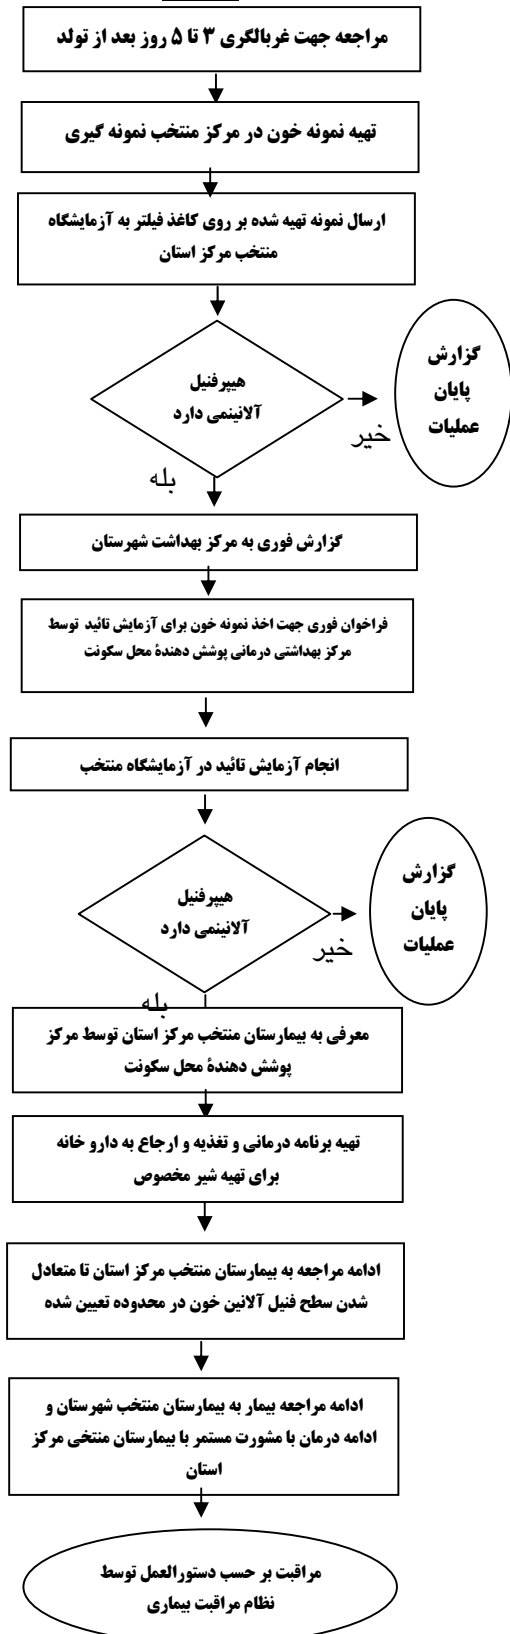 مراجعه جهت غربالگری ۳ تا ۵ روز بعد از تولد
تهیه نمونه خون در مرکز منتخب نمونه گیری
ارسال نمونه تهیه شده بر روی کاغذ فیلتر به آزمایشگاه
منتخب مرکز استان
هیپرفنیل
آلانینمی دارد
گزارش
پایان
عملیات
خیر
بله
گزارش فوری به مرکز بهداشت شهرستان
فراخوان فوری جهت اخذ نمونه خون برای آزمایش تائید توسط
مرکز بهداشتی درمانی پوشش دهندۀ محل سکونت
انجام آزمایش تائید در آزمایشگاه منتخب
هیپرفنیل
آلانینمی دارد
گزارش
پایان
عملیات
خیر
بله
معرفی به بیمارستان منتخب مرکز استان توسط مرکز
پوشش دهندۀ محل سکونت
تهیه برنامه درمانی و تغذیه و ارجاع به دارو خانه
برای تهیه شیر مخصوص
ادامه مراجعه به بیمارستان منتخب مرکز استان تا متعادل
شدن سطح فنیل آلانین خون در محدوده تعیین شده
ادامه مراجعه بیمار به بیمارستان منتخب شهرستان و
ادامه درمان با مشورت مستمر با بیمارستان منتخی مرکز
استان
مراقبت بر حسب دستورالعمل توسط
نظام مراقبت بیماری